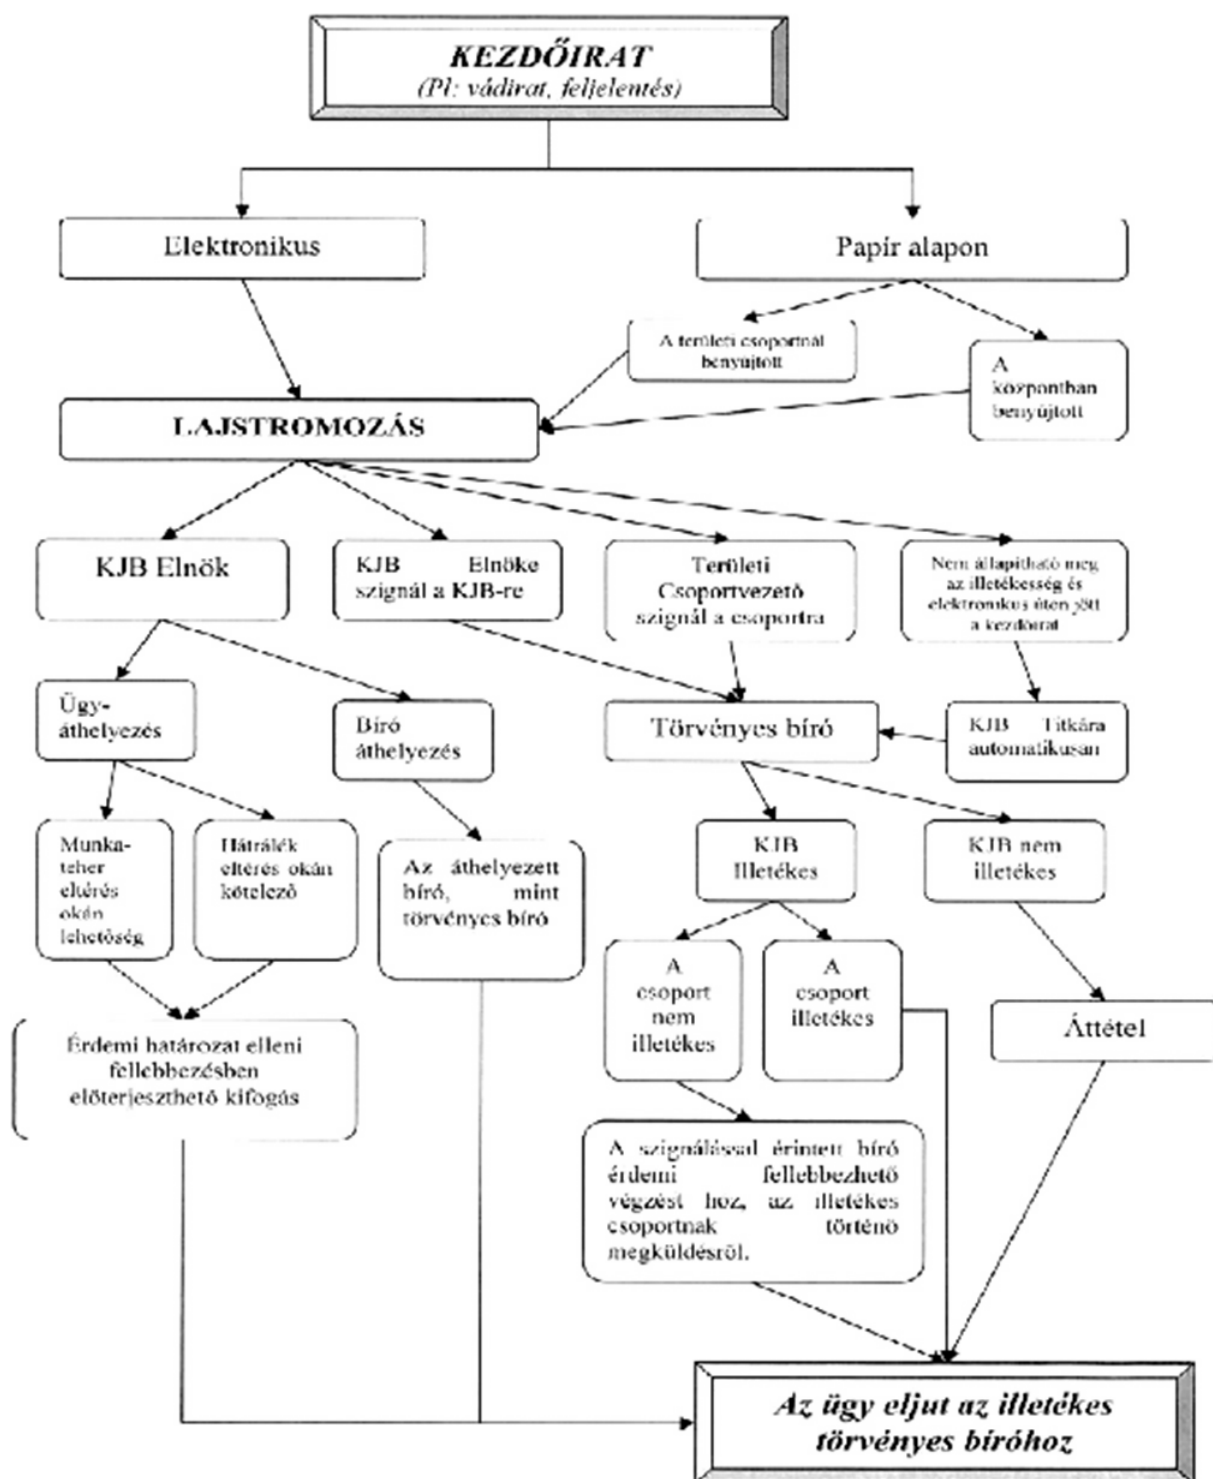 KEZDŐIRAT
(Pl: vádirat, feljelentés)
Elektronikus
Papír alapon
A területi csoportnál
benyújtott
A
központban
benyújtott
LAJSTROMOZÁS
KJB Elnök
KJB Elnöke
szignál a KJB-re
Területi
Csoportvezető
szignál a csoportra
Nem állapítható meg
az illetékesség és
elektronikus úton jött
a kezdőirat
Ügy-
áthelyezés
Bíró
áthelyezés
Törvényes bíró
KJB Titkára
automatikusan
Munka-
teher
eltérés
okán
lehetőség
Hátrálék
eltérés okán
kötelező
Az áthelyezett
bíró, mint
törvényes bíró
KJB
Illetékes
KJB nem
illetékes
A
csoport
nem
illetékes
A
csoport
illetékes
Áttétel
Érdemi határozat elleni
fellebbezésben
előterjeszthető kifogás
A szignálással érintett bíró
érdemi fellebbezhető
végzést hoz, az illetékes
csoportnak történő
megküldésről.
Az ügy eljut az illetékes
törvényes bíróhoz